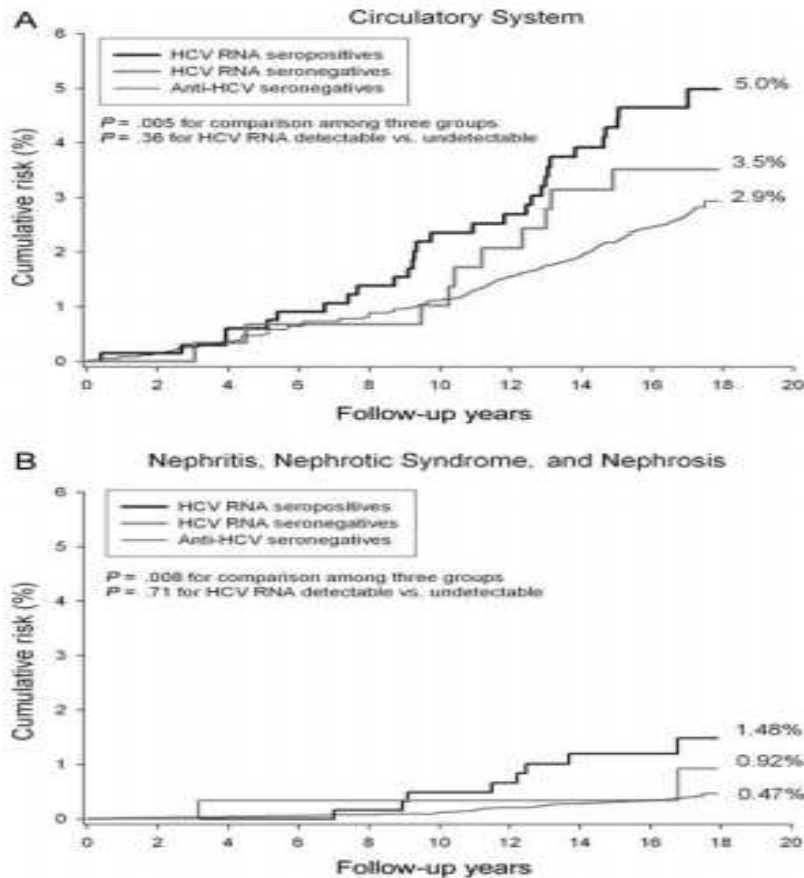 A
Circulatory System
HCV RNA seropositives
HCV RNA seronegatives
Anti-HCV seronegatives
P = .005 for comparison among three groups
P = .36 for HCV RNA detectable vs. undetectable
Cumulative risk (%)
6
5
4
3
2
1
0
5.0%
3.5%
2.9%
0 2 4 6 8 10 12 14 16 18 20
Follow-up years
B
Nephritis, Nephrotic Syndrome, and Nephrosis
HCV RNA seropositives
HCV RNA seronegatives
Anti-HCV seronegatives
P = .008 for comparison among three groups
P = .71 for HCV RNA detectable vs. undetectable
Cumulative risk (%)
6
5
4
3
2
1
0
1.48%
0.92%
0.47%
0 2 4 6 8 10 12 14 16 18 20
Follow-up years